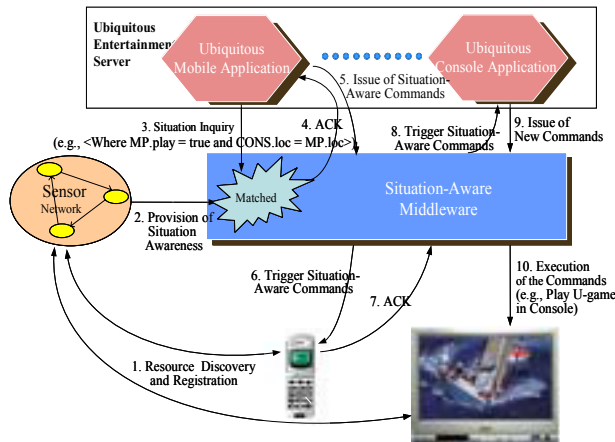 Ubiquitous
Entertainment
Server
Ubiquitous
Mobile Application
Ubiquitous
Console Application
5. Issue of Situation-
Aware Commands
3. Situation Inquiry
(e.g., <Where MP.play = true and CONS.loc = MP.loc>)
4. ACK
8. Trigger Situation-
Aware Commands
9. Issue of
New Commands
Sensor
Network
2. Provision of
Situation
Awareness
Matched
Situation-Aware
Middleware
6. Trigger Situation-
Aware Commands
7. ACK
10. Execution
of the Commands
(e.g., Play U-game
in Console)
1. Resource Discovery
and Registration